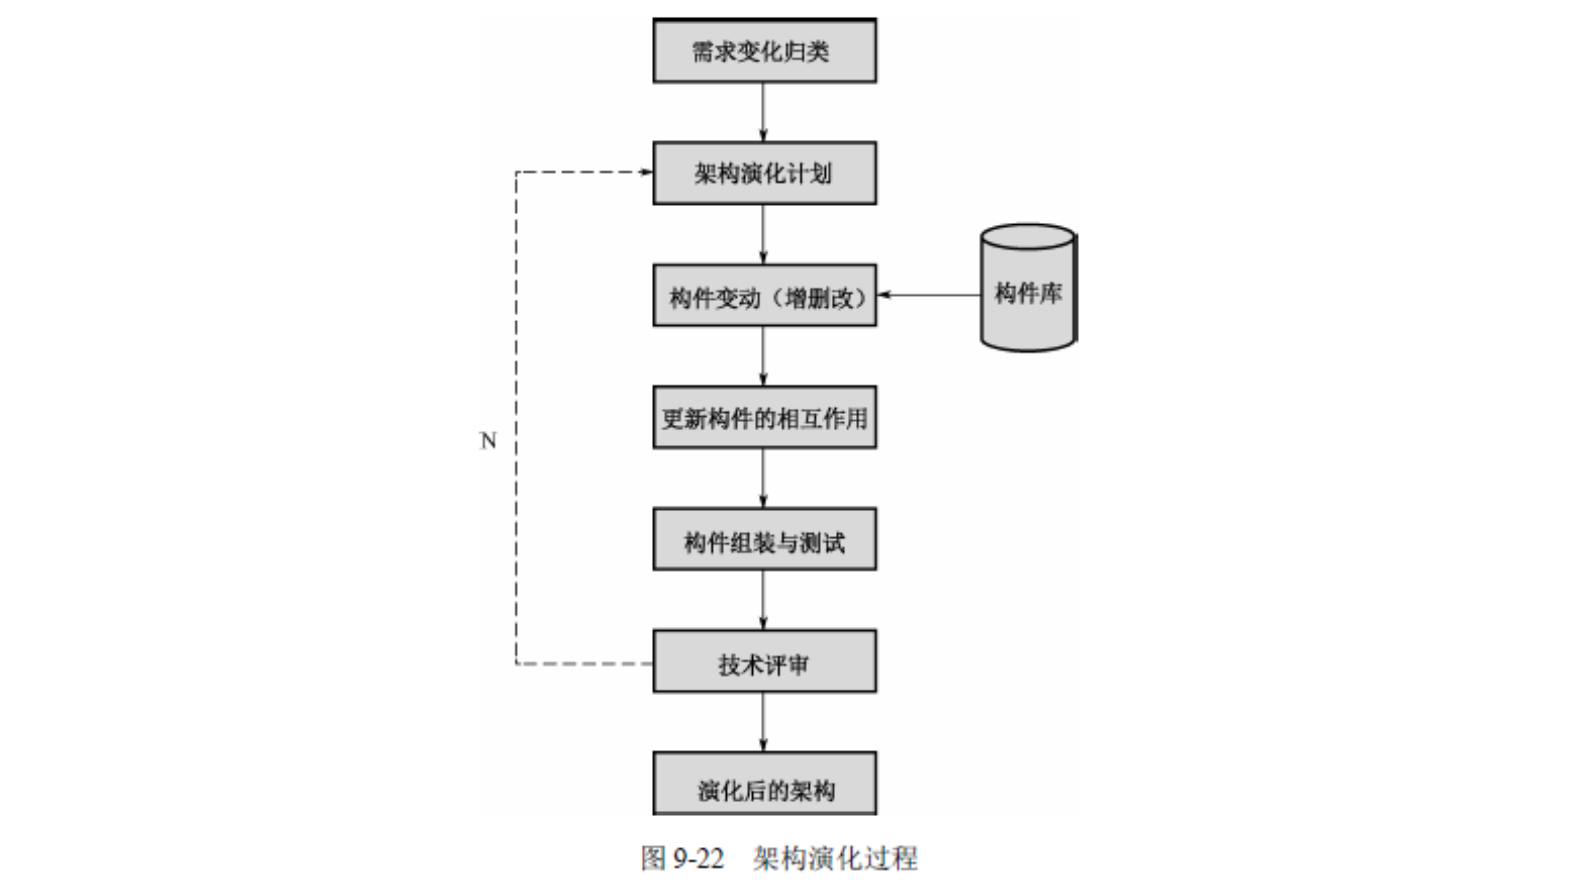 需求变化归类
架构演化计划
构件变动（增删改）
构件库
更新构件的相互作用
N
构件组装与测试
技术评审
演化后的架构
图 9-22 架构演化过程